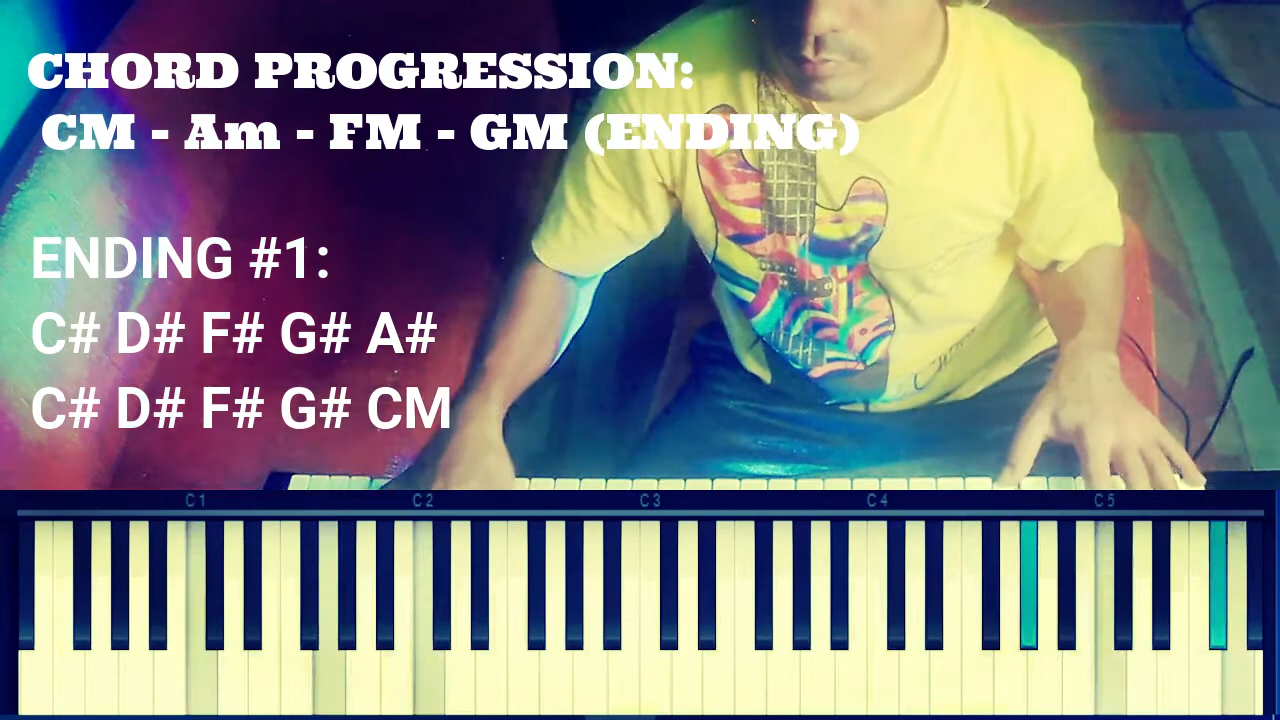 CHORD PROGRESSION:
CM - Am - FM - GM (ENDING)
ENDING #1:
C# D# F# G# A#
C# D# F# G# CM
C1 C2 C3 C4 C5